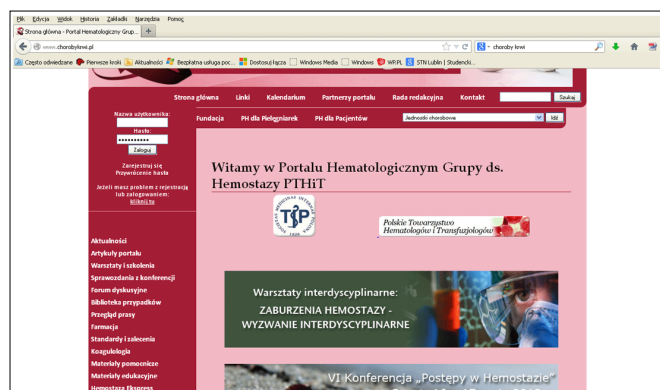 Plik Edycja Widok Historia Zakładki Narzędzia Pomoc
Strona główna - Portal Hematologiczny Grup... +
www.chorobykrwi.pl
choroby krwi
Często odwiedzane Pierwsze kroki Aktualności Bezpłatna usługa poc... Dostosuj łącza Windows Media Windows WP.PL STN Lublin | Studencki...
Strona główna Linki Kalendarium Partnerzy portalu Rada redakcyjna Kontakt Szukaj
Fundacja PH dla Pielęgniarek PH dla Pacjentów Jednostki chorobowe Idź
Nazwa użytkownika:
Hasło:
Zaloguj
Zarejestruj się
Przywrócenie hasła
Jeżeli masz problem z rejestracją
lub zalogowaniem:
kliknij tu
Witamy w Portalu Hematologicznym Grupy ds.
Hemostazy PTHiT
Polskie Towarzystwo
Hematologów i Transfuzjologów
Aktualności
Artykuły portalu
Warsztaty i szkolenia
Sprawozdania z konferencji
Forum dyskusyjne
Biblioteka przypadków
Przegląd prasy
Farmacja
Standardy i zalecenia
Koagulologia
Materiały pomocnicze
Materiały edukacyjne
Hemostaza Ekspress
Warsztaty interdyscyplinarne:
ZABURZENIA HEMOSTAZY -
WYZWANIE INTERDYSCYPLINARNE
VI Konferencja „Postępy w Hemostazie”